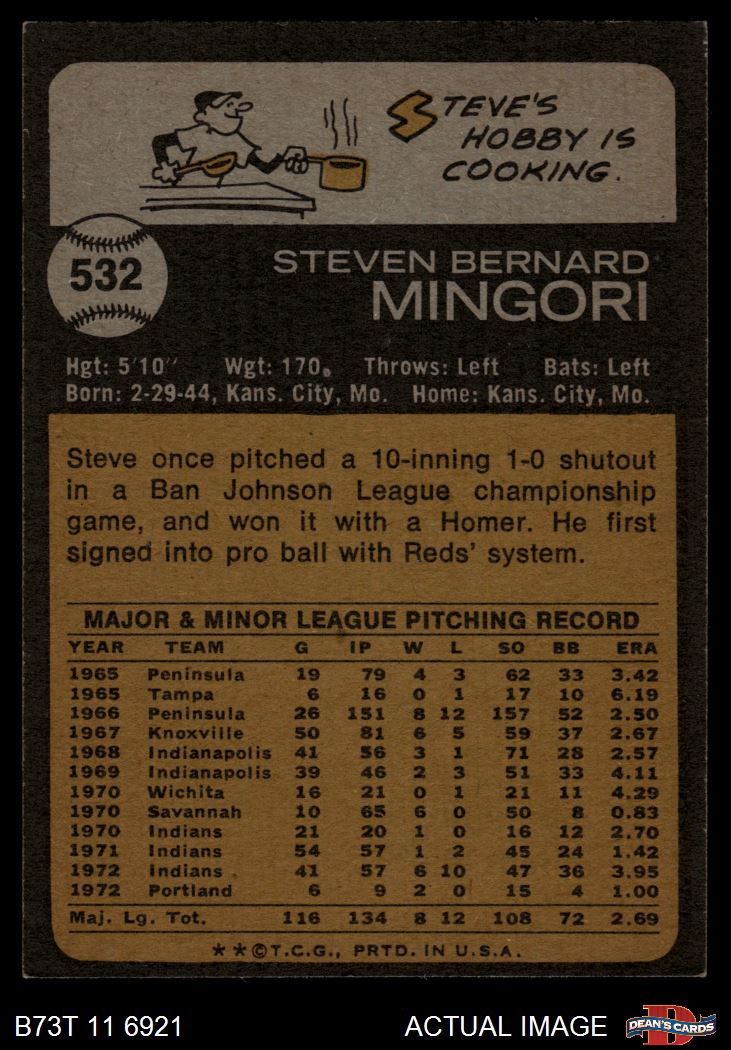 STEVE'S
HOBBY IS
COOKING.
532
STEVEN BERNARD
MINGORI
Hgt: 5'10" Wgt: 170. Throws: Left Bats: Left
Born: 2-29-44, Kans. City, Mo. Home: Kans. City, Mo.
Steve once pitched a 10-inning 1-0 shutout
in a Ban Johnson League championship
game, and won it with a Homer. He first
signed into pro ball with Reds' system.
MAJOR & MINOR LEAGUE PITCHING RECORD
YEAR TEAM G IP W L SO BB ERA
1965 Peninsula 19 79 4 3 62 33 3.42
1965 Tampa 6 16 0 1 17 10 6.19
1966 Peninsula 26 151 8 12 157 52 2.50
1967 Knoxville 50 81 6 5 59 37 2.67
1968 Indianapolis 41 56 3 1 71 28 2.57
1969 Indianapolis 39 46 2 3 51 33 4.11
1970 Wichita 16 21 0 1 21 11 4.29
1970 Savannah 10 65 6 0 50 8 0.83
1970 Indians 21 20 1 0 16 12 2.70
1971 Indians 54 57 1 2 45 24 1.42
1972 Indians 41 57 6 10 47 36 3.95
1972 Portland 6 9 2 0 15 4 1.00
Maj. Lg. Tot. 116 134 8 12 108 72 2.69
**©T.C.G., PRTD. IN U.S.A.
B73T 11 6921 ACTUAL IMAGE DEAN'S CARDS